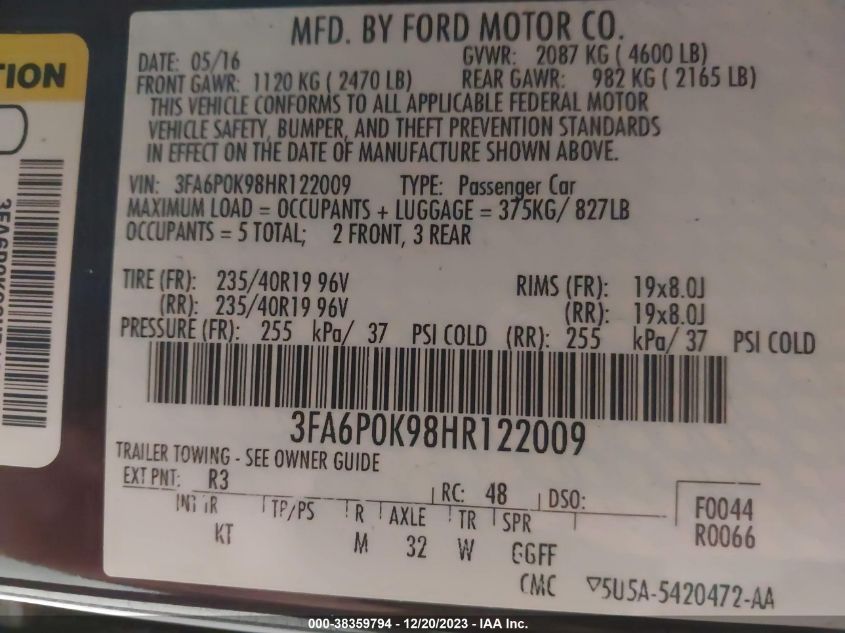 MFD. BY FORD MOTOR CO.
DATE: 05/16 GVWR: 2087 KG ( 4600 LB)
FRONT GAWR: 1120 KG ( 2470 LB) REAR GAWR: 982 KG ( 2165 LB)
THIS VEHICLE CONFORMS TO ALL APPLICABLE FEDERAL MOTOR
VEHICLE SAFETY, BUMPER, AND THEFT PREVENTION STANDARDS
IN EFFECT ON THE DATE OF MANUFACTURE SHOWN ABOVE.
VIN: 3FA6P0K98HR122009 TYPE: Passenger Car
MAXIMUM LOAD = OCCUPANTS + LUGGAGE = 375KG/ 827LB
OCCUPANTS = 5 TOTAL; 2 FRONT, 3 REAR
TIRE (FR): 235/40R19 96V RIMS (FR): 19x8.0J
(RR): 235/40R19 96V (RR): 19x8.0J
PRESSURE (FR): 255 kPa/ 37 PSI COLD (RR): 255 kPa/ 37 PSI COLD
3FA6P0K98HR122009
TRAILER TOWING - SEE OWNER GUIDE
EXT PNT: R3 RC: 48 DSO: F0044
INT TR TP/PS R AXLE TR SPR R0066
KT M 32 W GGFF
CMC ▽5U5A-5420472-AA
000-38359794 - 12/20/2023 - IAA Inc.